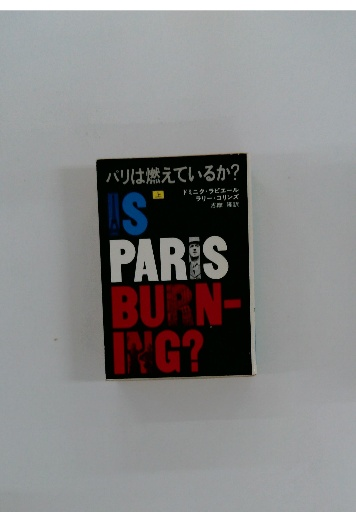 パリは燃えているか?
上
ドミニク・ラピエール
ラリー・コリンズ
志摩 隆訳
IS
PARIS
BURN-
ING?